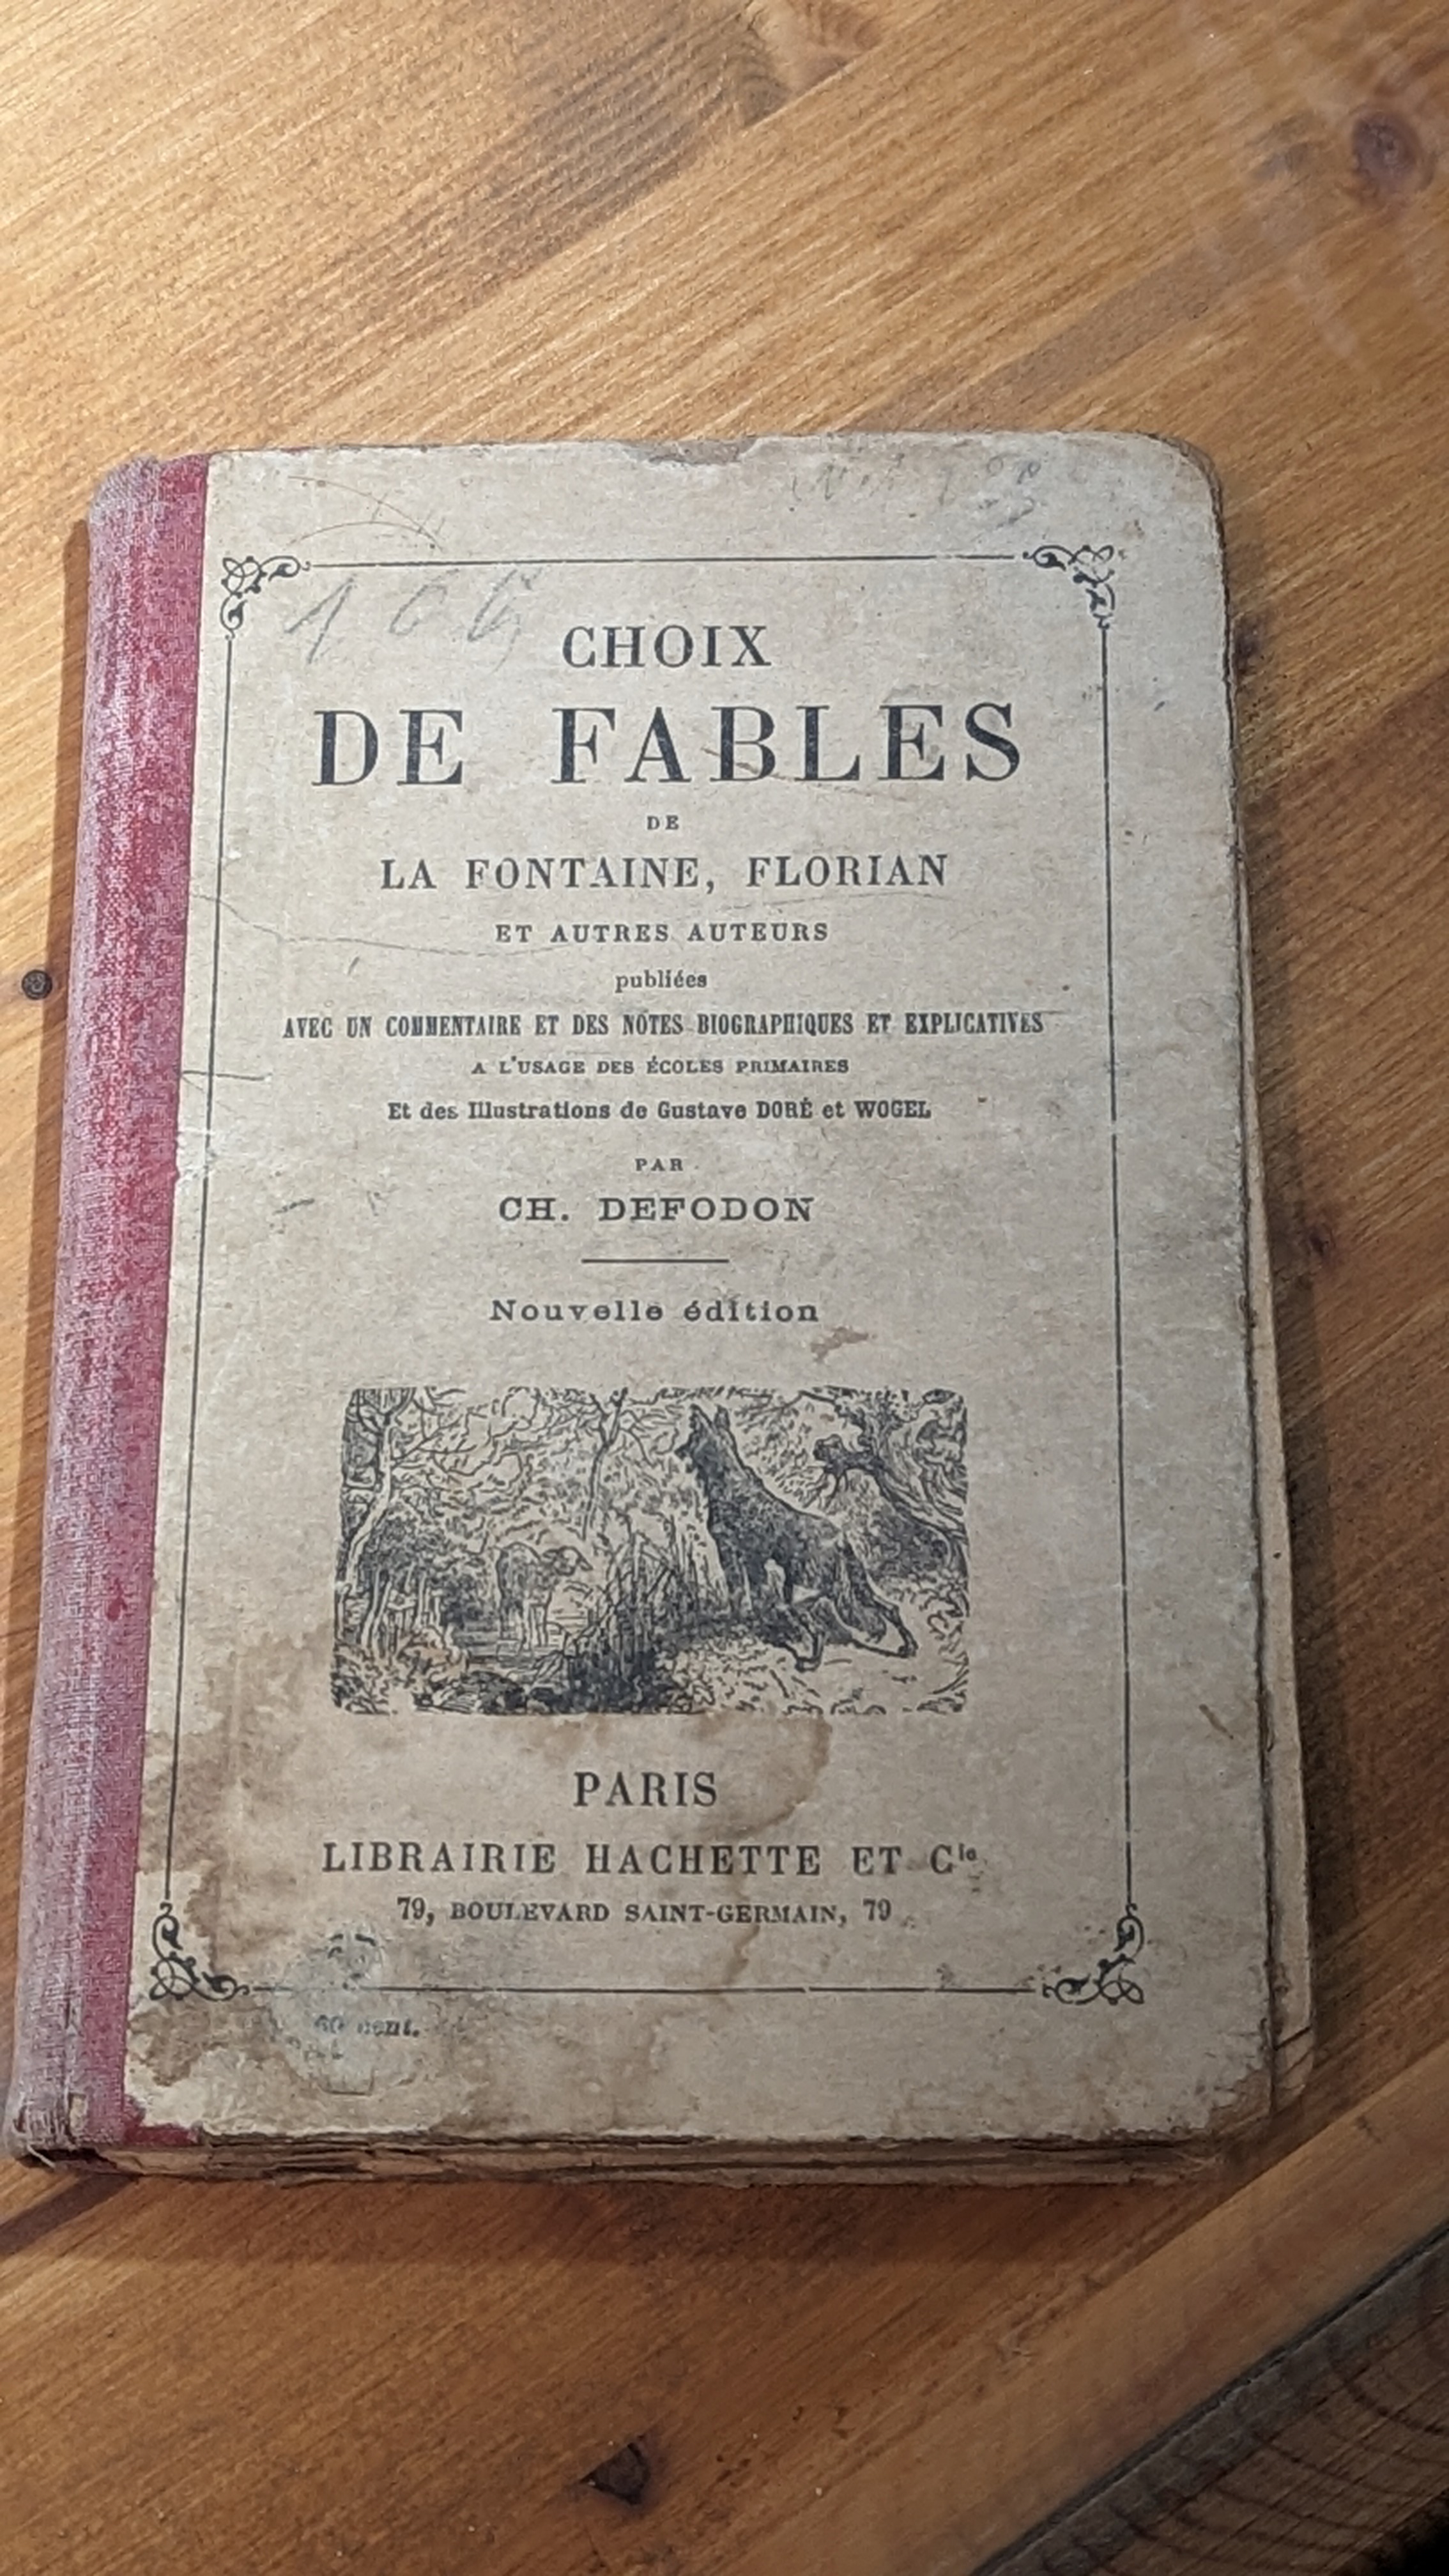 106
CHOIX
DE FABLES
DE
LA FONTAINE, FLORIAN
ET AUTRES AUTEURS
publiées
AVEC UN COMMENTAIRE ET DES NOTES BIOGRAPHIQUES ET EXPLICATIVES
A L'USAGE DES ÉCOLES PRIMAIRES
Et des Illustrations de Gustave DORÉ et WOGEL
PAR
CH. DEFODON
Nouvelle édition
PARIS
LIBRAIRIE HACHETTE ET Cie
79, BOULEVARD SAINT-GERMAIN, 79
60 cent.